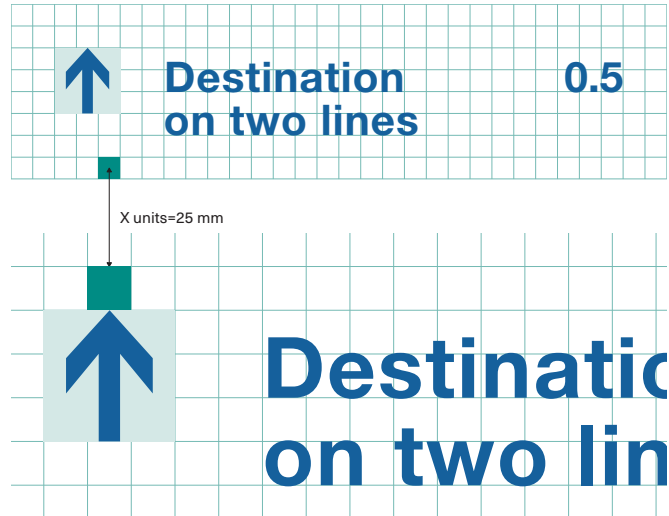 Destination 0.5
on two lines
X units=25 mm
Destinatio
on two lin